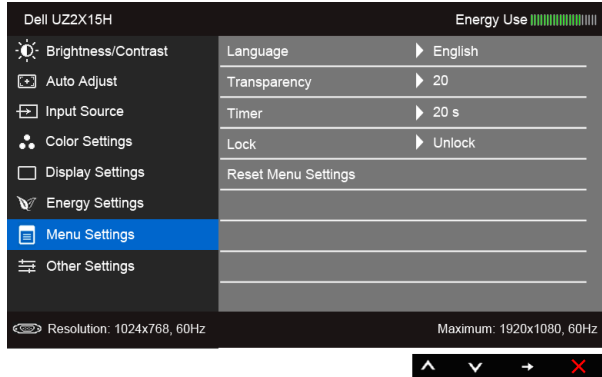 Dell UZ2X15H Energy Use
Brightness/Contrast
Auto Adjust
Input Source
Color Settings
Display Settings
Energy Settings
Menu Settings
Other Settings
Language English
Transparency 20
Timer 20 s
Lock Unlock
Reset Menu Settings
Resolution: 1024x768, 60Hz Maximum: 1920x1080, 60Hz